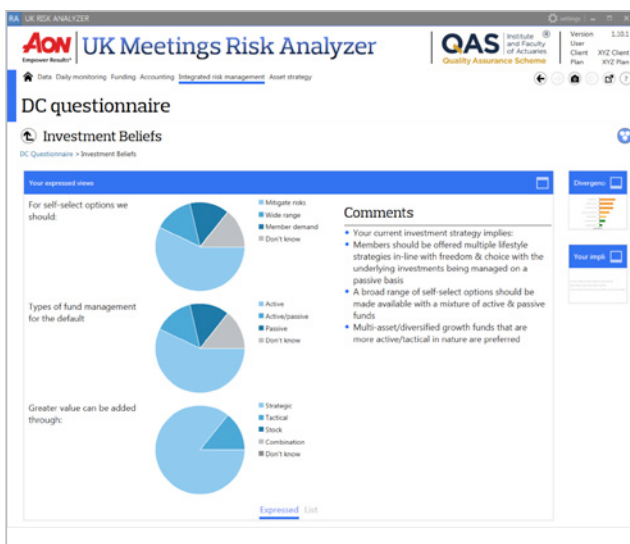 RA UK RISK ANALYZER
settings
AON
Empower Results®
UK Meetings Risk Analyzer
QAS
Institute
and Faculty
of Actuaries
Quality Assurance Scheme
Version 1.10.1
User
Client XYZ Client
Plan XYZ Plan
Data Daily monitoring Funding Accounting Integrated risk management Asset strategy
DC questionnaire
Investment Beliefs
DC Questionnaire > Investment Beliefs
Your expressed views
For self-select options we
should:
Mitigate risks
Wide range
Member demand
Don't know
Types of fund management
for the default
Active
Active/passive
Passive
Don't know
Greater value can be added
through:
Strategic
Tactical
Stock
Combination
Don't know
Comments
• Your current investment strategy implies:
• Members should be offered multiple lifestyle
strategies in-line with freedom & choice with the
underlying investments being managed on a
passive basis
• A broad range of self-select options should be
made available with a mixture of active & passive
funds
• Multi-asset/diversified growth funds that are
more active/tactical in nature are preferred
Expressed List
Divergenc
Your impli